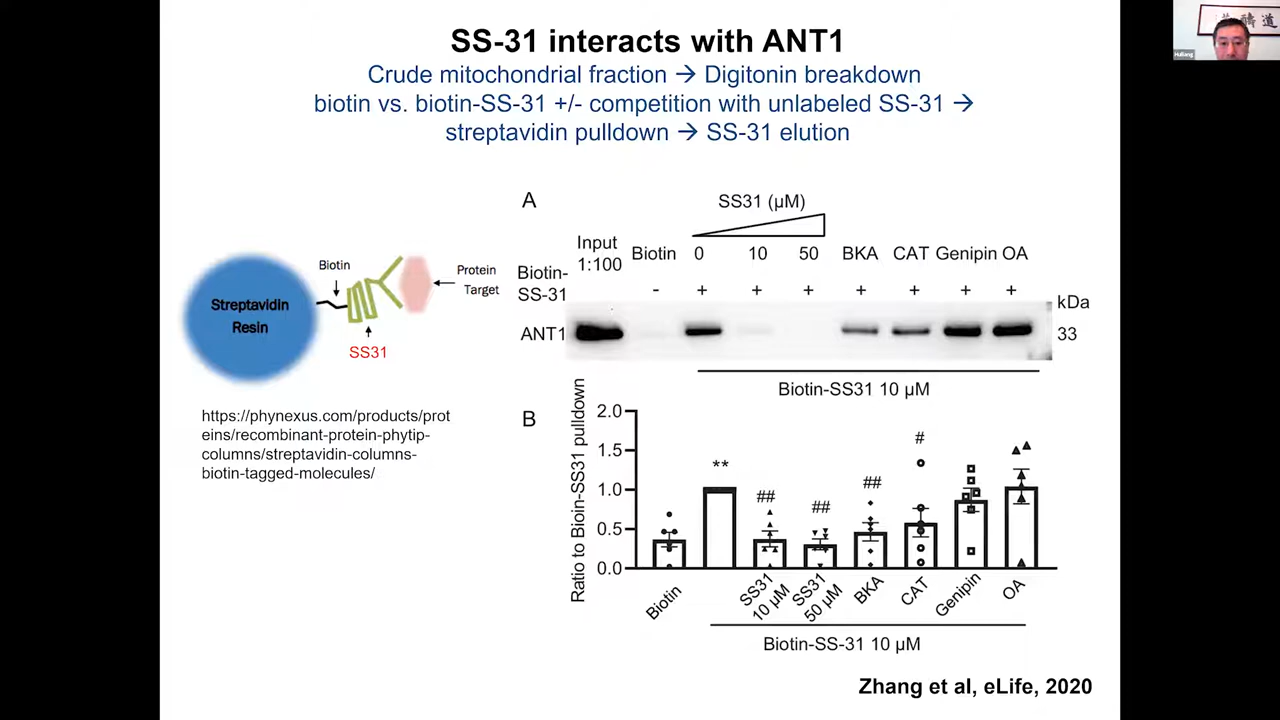 SS-31 interacts with ANT1
Crude mitochondrial fraction → Digitonin breakdown
biotin vs. biotin-SS-31 +/- competition with unlabeled SS-31 →
streptavidin pulldown → SS-31 elution
Huliang
Streptavidin
Resin
Biotin
Protein
Target
SS31
https://phynexus.com/products/prot
eins/recombinant-protein-phytip-
columns/streptavidin-columns-
biotin-tagged-molecules/
A
SS31 (µM)
Input
1:100
Biotin 0 10 50 BKA CAT Genipin OA
Biotin-
SS-31
- + + + + + + +
kDa
ANT1
33
Biotin-SS31 10 µM
B
Ratio to Bioin-SS31 pulldown
2.0
1.5
1.0
0.5
0.0
** ## ## ## #
Biotin
SS31
10 µM
SS31
50 µM
BKA
CAT
Genipin
OA
Biotin-SS-31 10 µM
Zhang et al, eLife, 2020